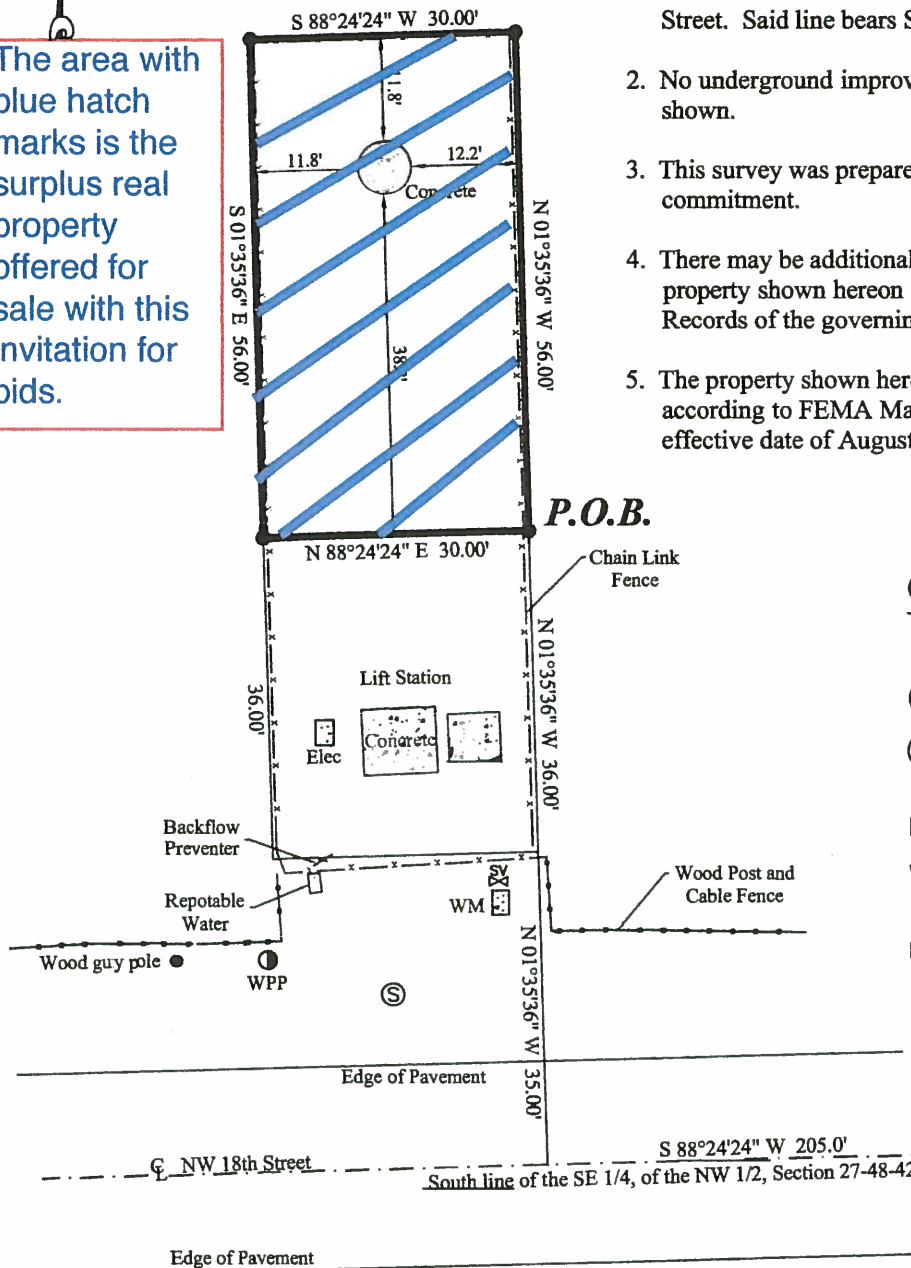 S 88°24'24" W 30.00'
The area with
blue hatch
marks is the
surplus real
property
offered for
sale with this
invitation for
bids.
11.8'
11.8'
12.2'
Concrete
S 01°35'36" E 56.00'
N 01°35'36" W 56.00'
P.O.B.
N 88°24'24" E 30.00'
Chain Link
Fence
36.00'
N 01°35'36" W 36.00'
Lift Station
Elec
Concrete
Backflow
Preventer
Repotable
Water
WM
Wood Post and
Cable Fence
Wood guy pole
WPP
S
N 01°35'36" W 35.00'
Edge of Pavement
S 88°24'24" W 205.0'
CL NW 18th Street
South line of the SE 1/4, of the NW 1/2, Section 27-48-42
Edge of Pavement
Street. Said line bears S
2. No underground improv
shown.
3. This survey was prepare
commitment.
4. There may be additional
property shown hereon
Records of the governin
5. The property shown her
according to FEMA Ma
effective date of August